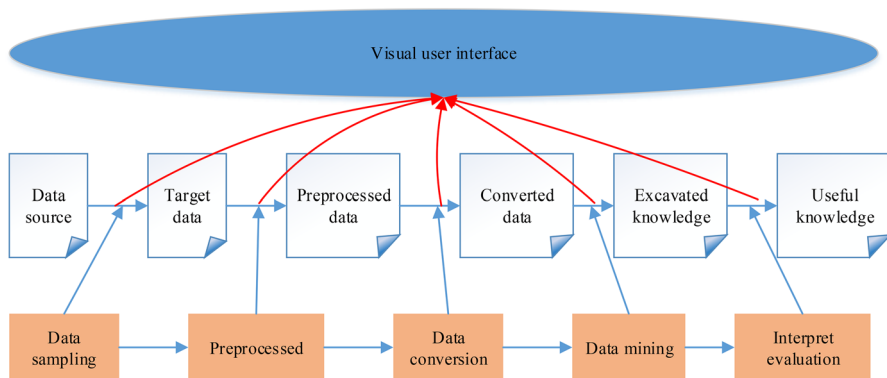 Visual user interface
Data
source
Target
data
Preprocessed
data
Converted
data
Excavated
knowledge
Useful
knowledge
Data
sampling
Preprocessed
Data
conversion
Data mining
Interpret
evaluation